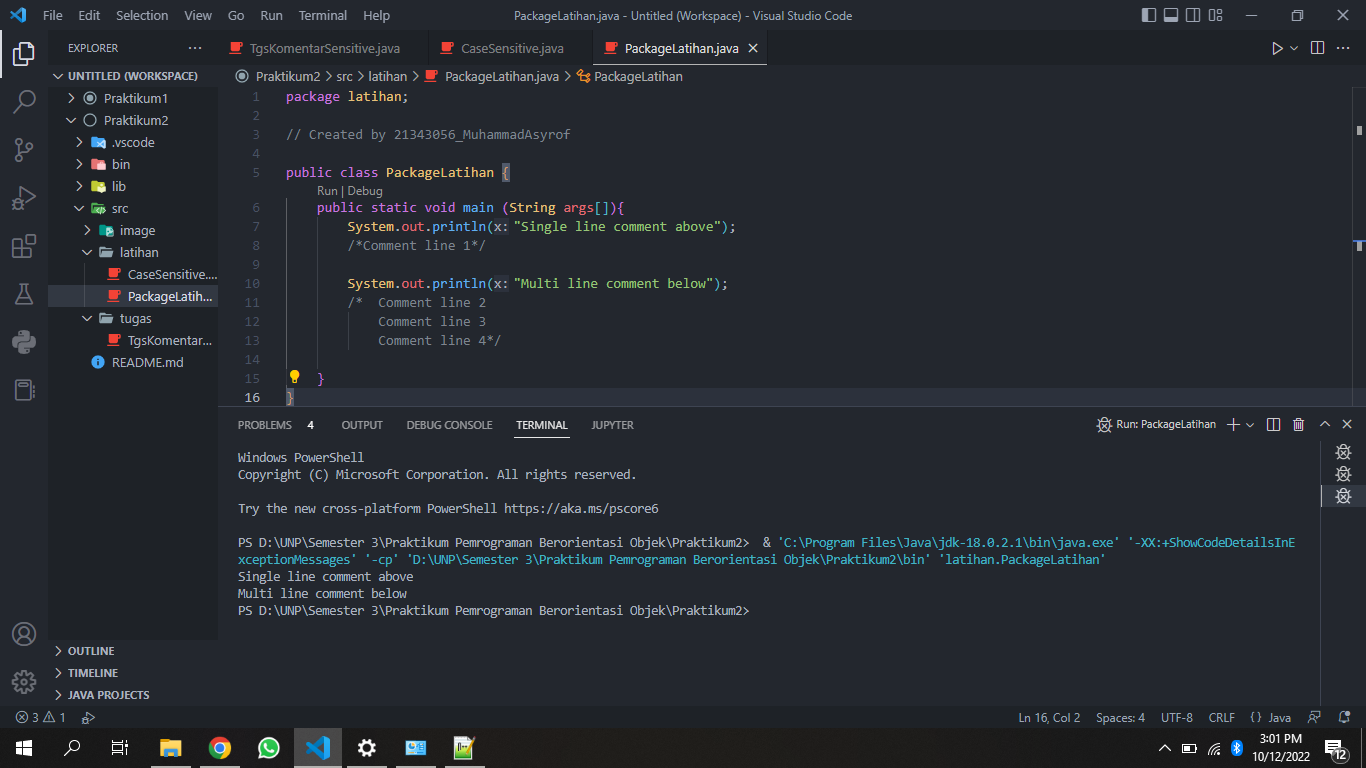 File Edit Selection View Go Run Terminal Help PackageLatihan.java - Untitled (Workspace) - Visual Studio Code
EXPLORER ···
TgsKomentarSensitive.java CaseSensitive.java PackageLatihan.java
UNTITLED (WORKSPACE)
Praktikum1
Praktikum2
.vscode
bin
lib
src
image
latihan
CaseSensitive....
PackageLatih...
tugas
TgsKomentar...
README.md
OUTLINE
TIMELINE
JAVA PROJECTS
Praktikum2 > src > latihan > PackageLatihan.java > PackageLatihan
1 package latihan;
2
3 // Created by 21343056_MuhammadAsyrof
4
5 public class PackageLatihan {
Run | Debug
6 public static void main (String args[]){
7 System.out.println(x: "Single line comment above");
8 /*Comment line 1*/
9
10 System.out.println(x: "Multi line comment below");
11 /* Comment line 2
12 Comment line 3
13 Comment line 4*/
14
15 }
16 }
PROBLEMS 4 OUTPUT DEBUG CONSOLE TERMINAL JUPYTER Run: PackageLatihan
Windows PowerShell
Copyright (C) Microsoft Corporation. All rights reserved.
Try the new cross-platform PowerShell https://aka.ms/pscore6
PS D:\UNP\Semester 3\Praktikum Pemrograman Berorientasi Objek\Praktikum2> & 'C:\Program Files\Java\jdk-18.0.2.1\bin\java.exe' '-XX:+ShowCodeDetailsInE
xceptionMessages' '-cp' 'D:\UNP\Semester 3\Praktikum Pemrograman Berorientasi Objek\Praktikum2\bin' 'latihan.PackageLatihan'
Single line comment above
Multi line comment below
PS D:\UNP\Semester 3\Praktikum Pemrograman Berorientasi Objek\Praktikum2>
3 1 Ln 16, Col 2 Spaces: 4 UTF-8 CRLF { } Java
3:01 PM
10/12/2022
12